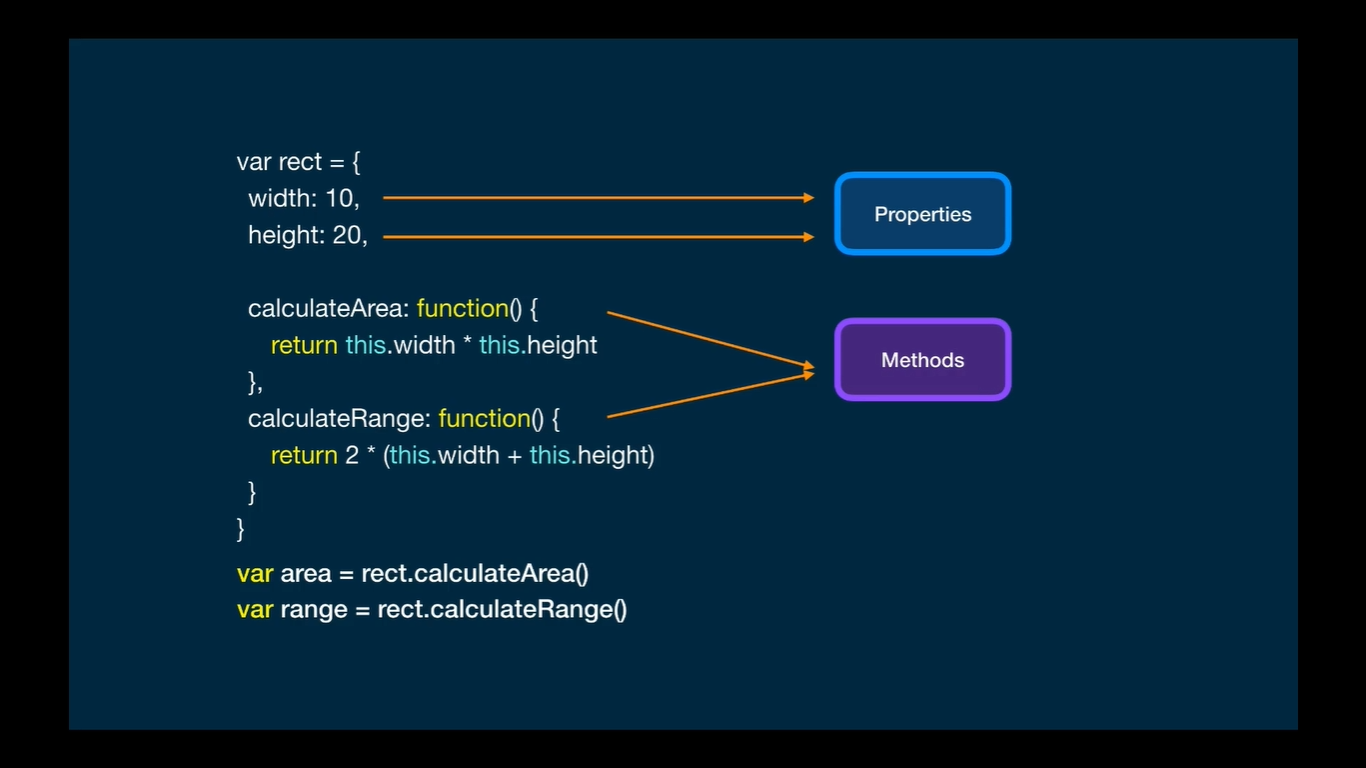 var rect = {
width: 10,
height: 20,
Properties
calculateArea: function() {
return this.width * this.height
},
calculateRange: function() {
return 2 * (this.width + this.height)
}
}
Methods
var area = rect.calculateArea()
var range = rect.calculateRange()